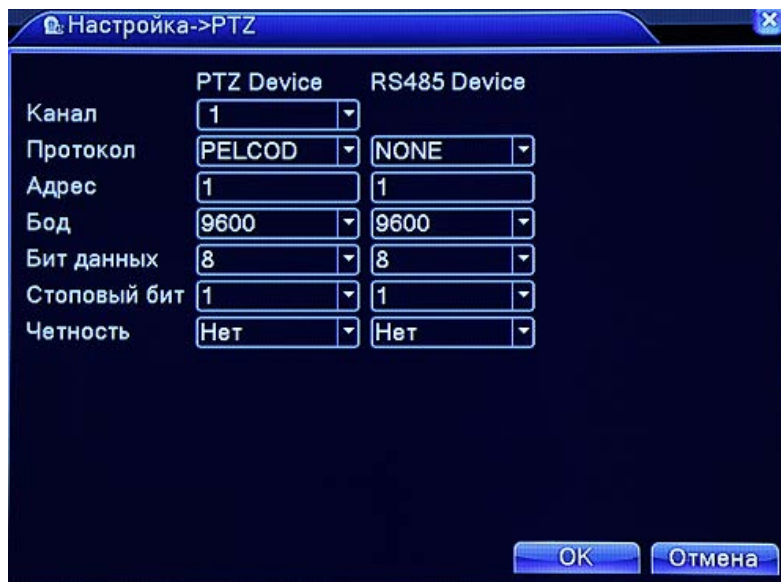 Настройка->PTZ
PTZ Device RS485 Device
Канал 1
Протокол PELCOD NONE
Адрес 1 1
Бод 9600 9600
Бит данных 8 8
Стоповый бит 1 1
Четность Нет Нет
OK Отмена